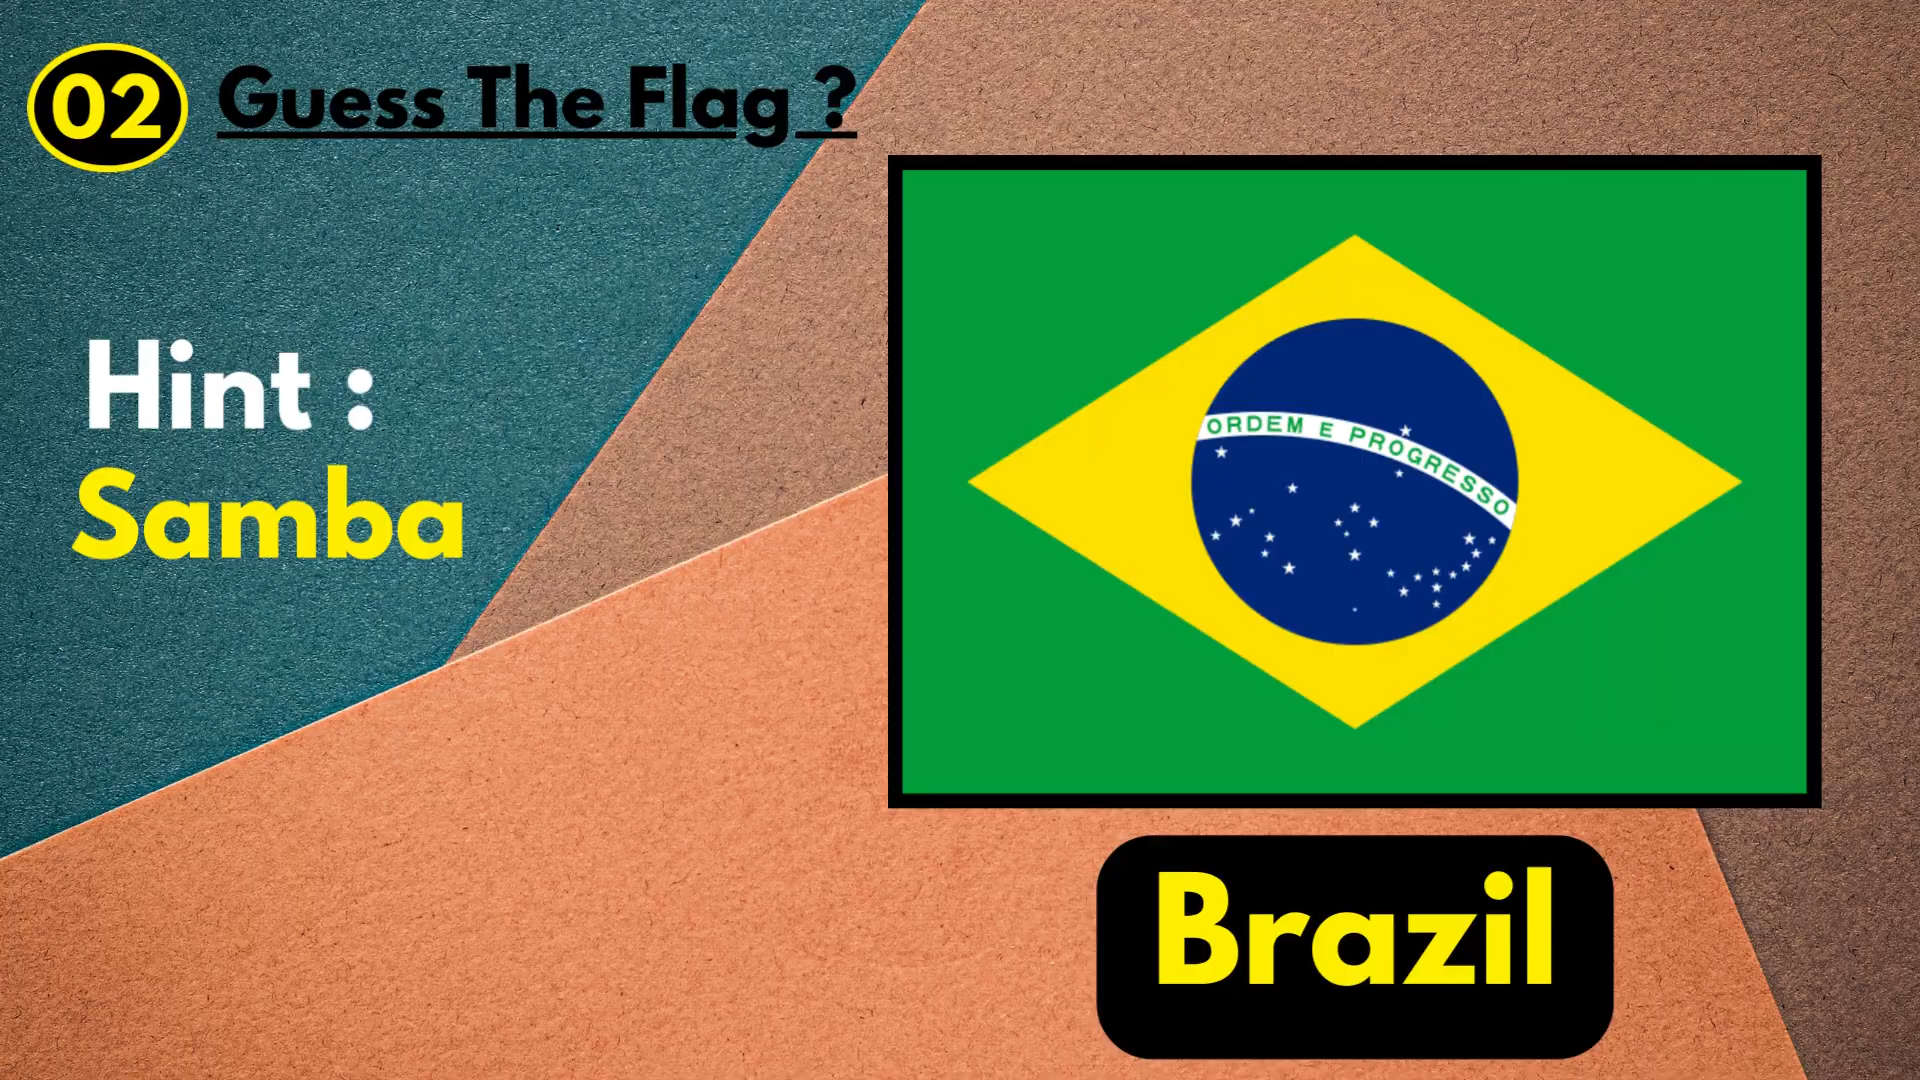 02 Guess The Flag ?
Hint :
Samba
ORDEM E PROGRESSO
Brazil